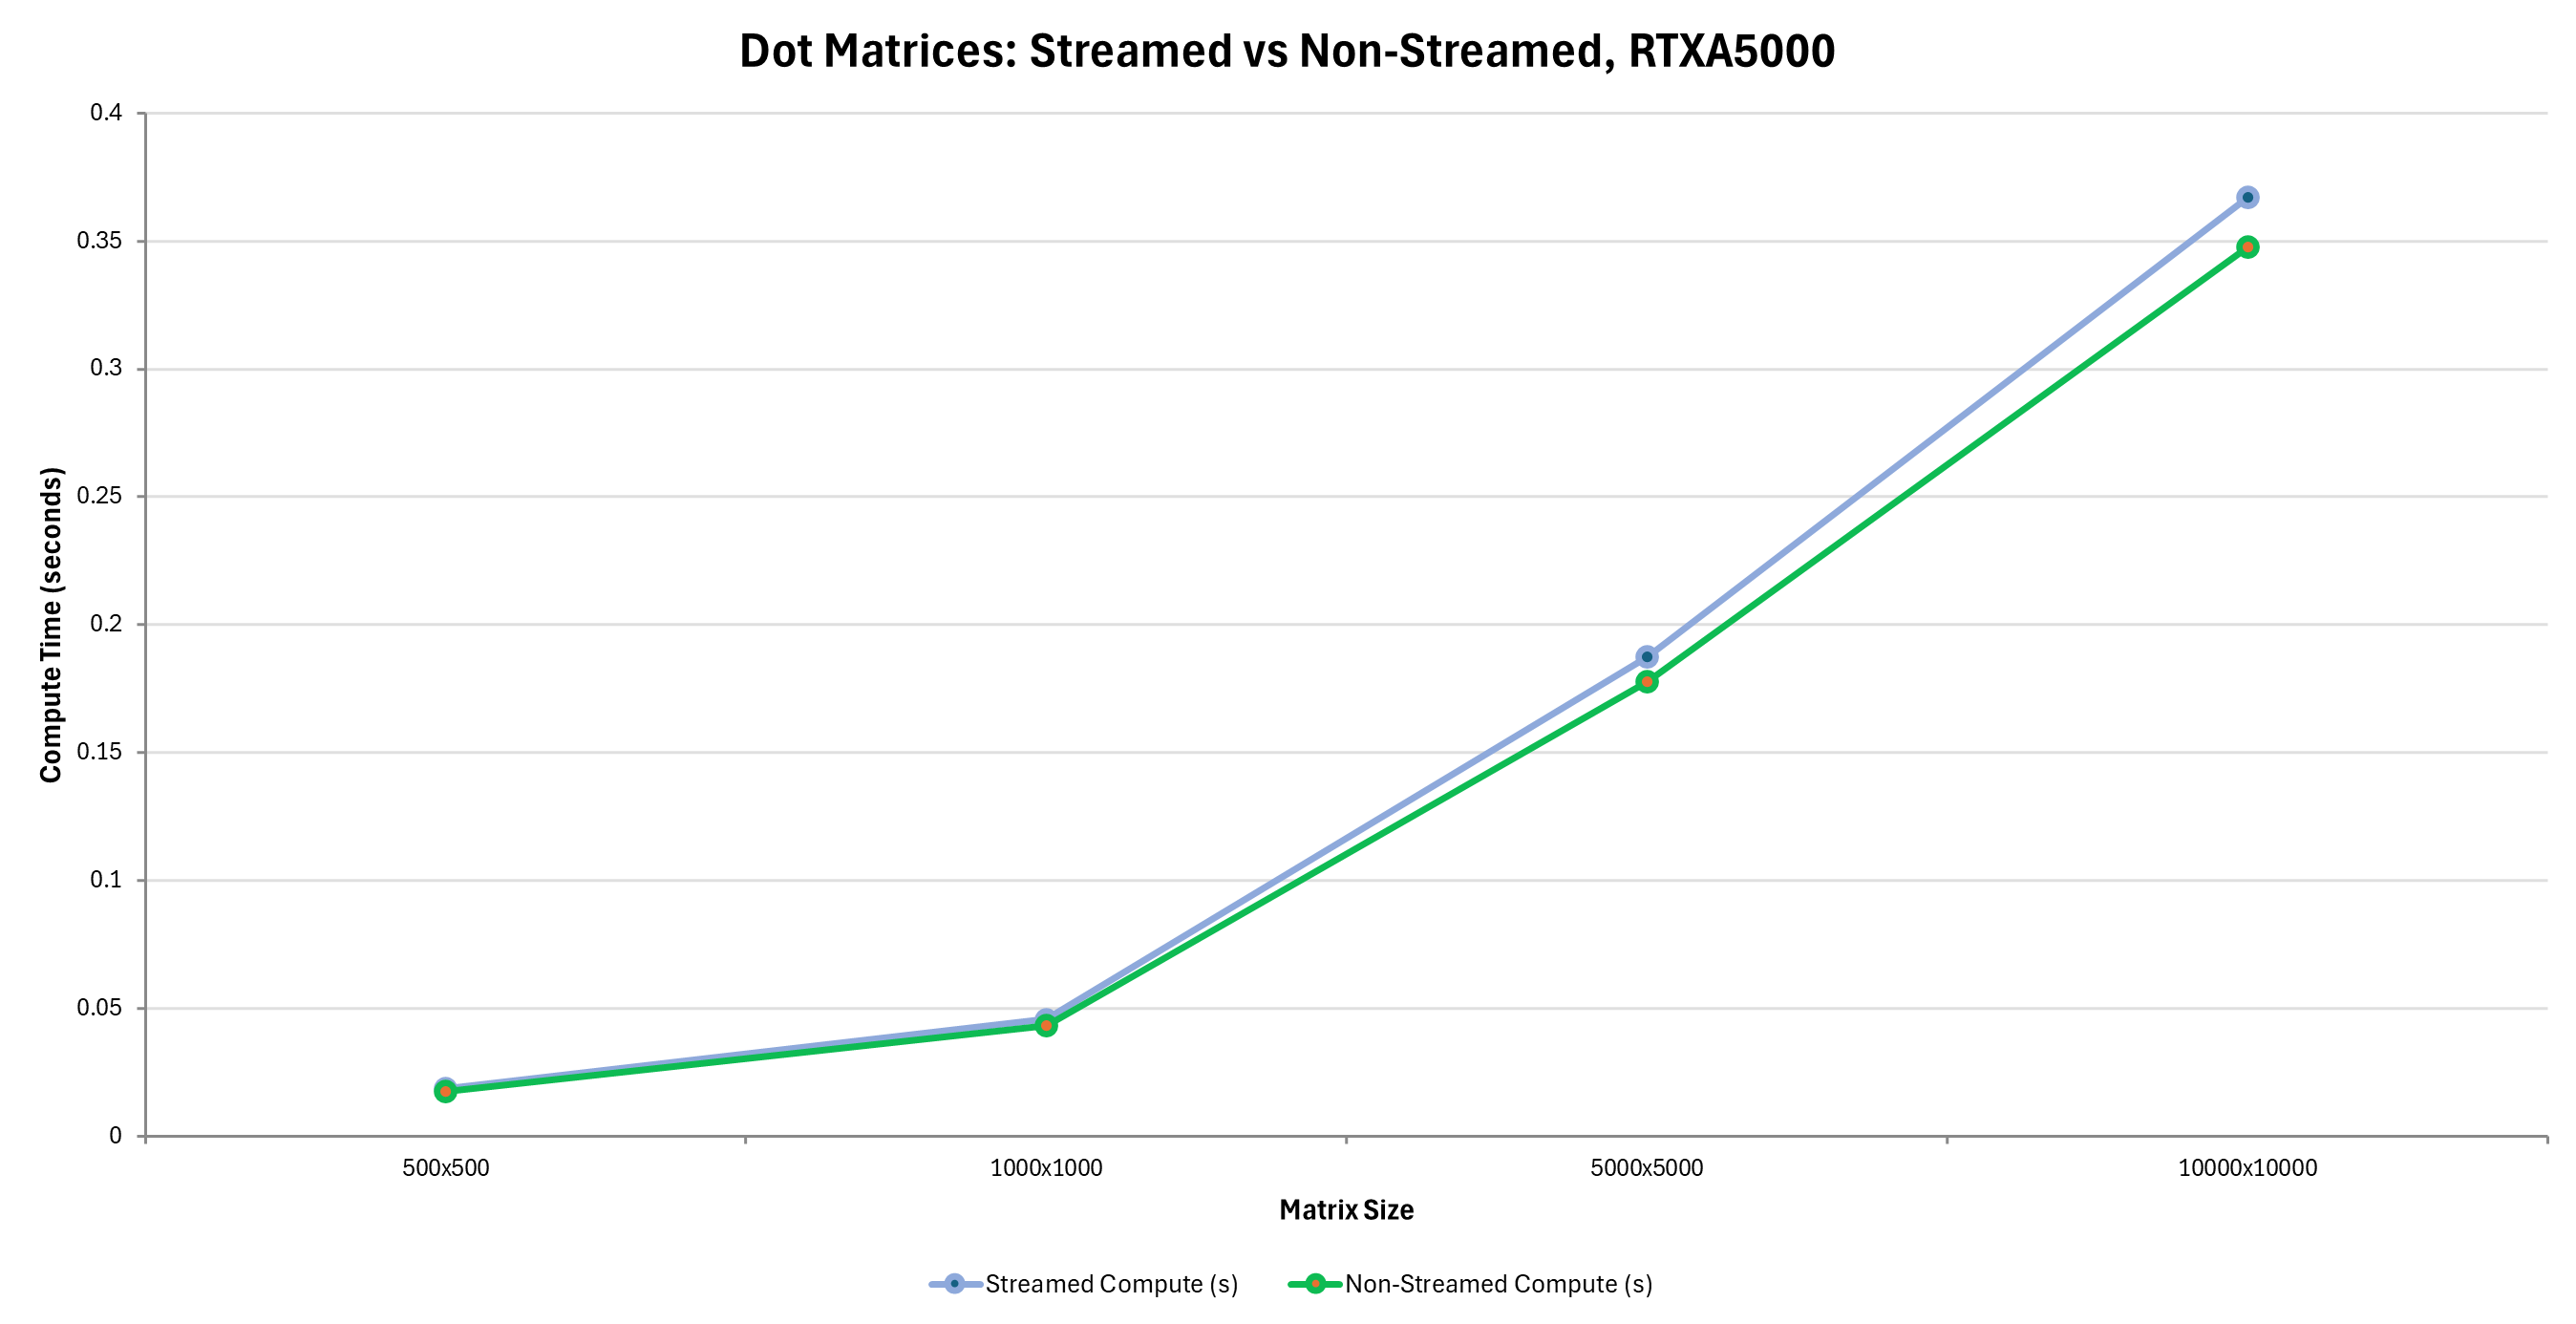 Dot Matrices: Streamed vs Non-Streamed, RTXA5000
0.4
0.35
0.3
0.25
0.2
0.15
0.1
0.05
0
Compute Time (seconds)
500x500 1000x1000 5000x5000 10000x10000
Matrix Size
Streamed Compute (s) Non-Streamed Compute (s)